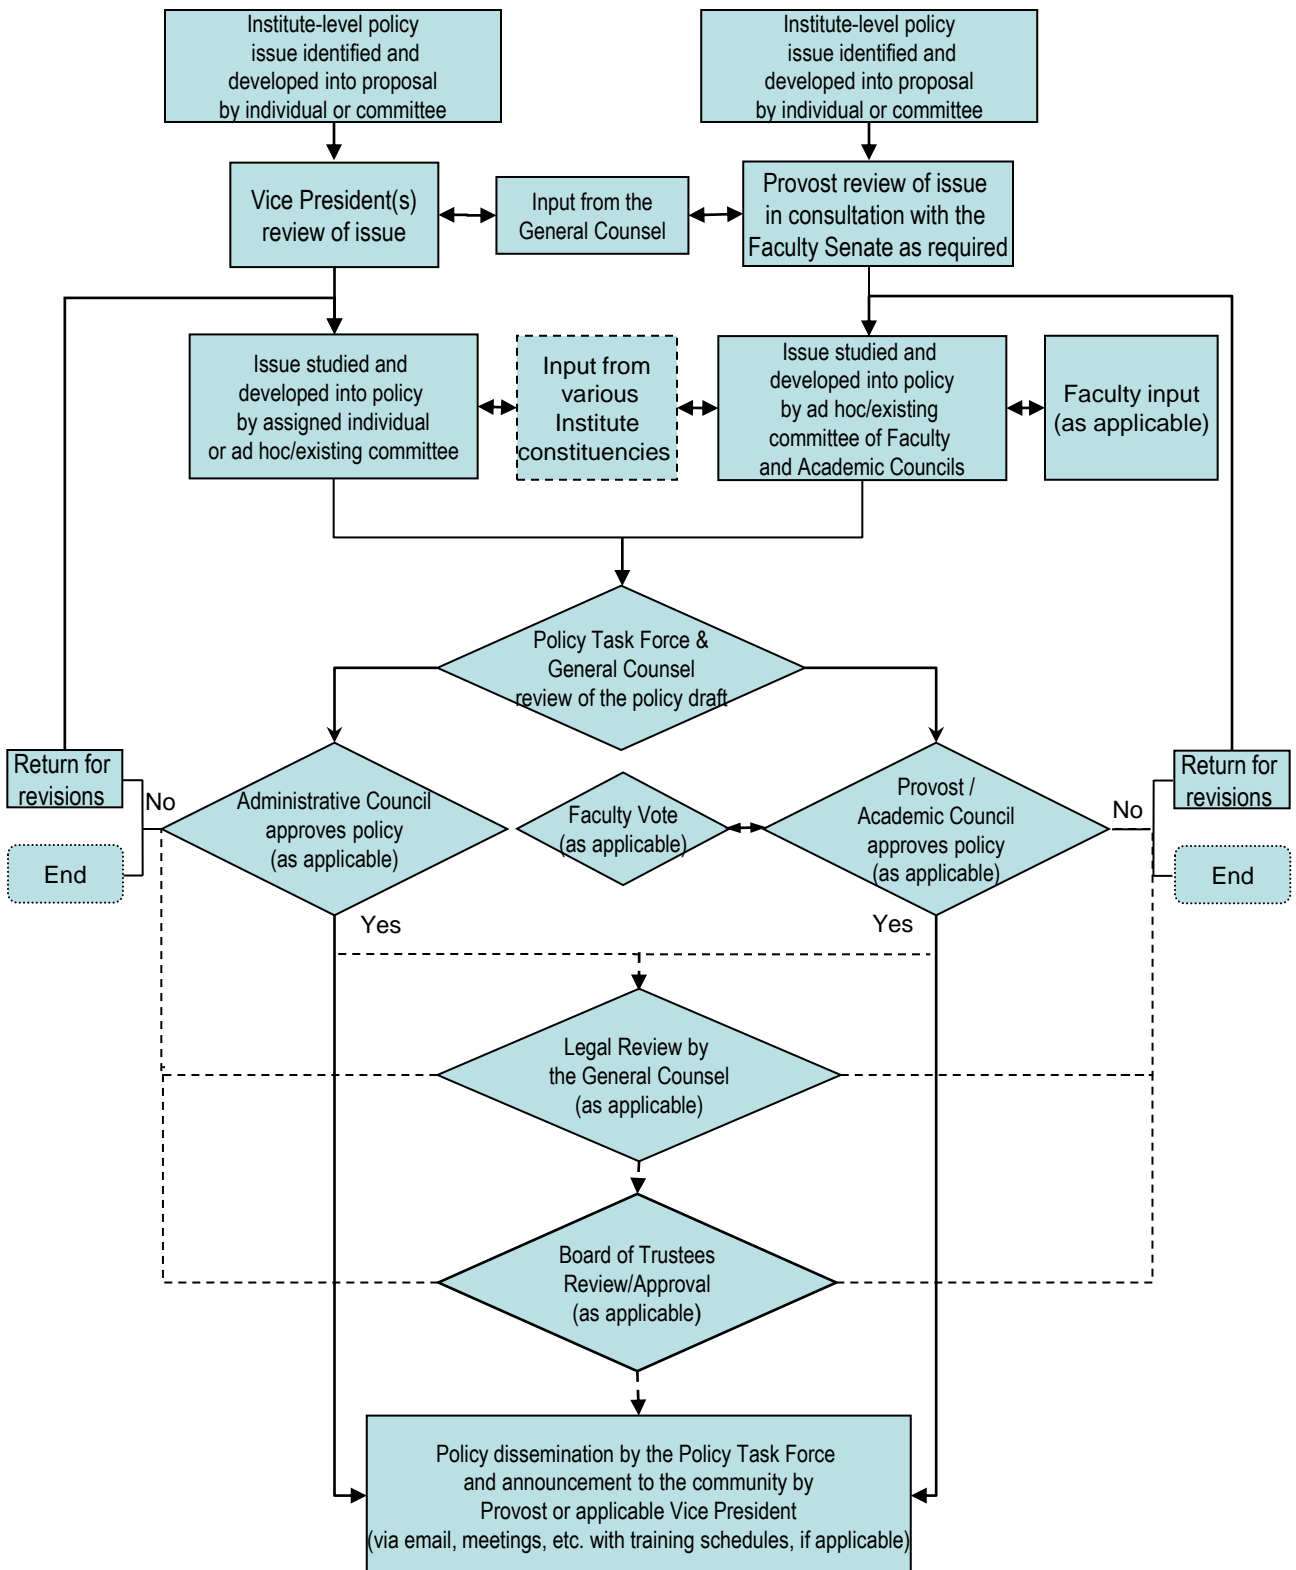 Institute-level policy
issue identified and
developed into proposal
by individual or committee
Institute-level policy
issue identified and
developed into proposal
by individual or committee
Vice President(s)
review of issue
Input from the
General Counsel
Provost review of issue
in consultation with the
Faculty Senate as required
Issue studied and
developed into policy
by assigned individual
or ad hoc/existing committee
Input from
various
Institute
constituencies
Issue studied and
developed into policy
by ad hoc/existing
committee of Faculty
and Academic Councils
Faculty input
(as applicable)
Policy Task Force &
General Counsel
review of the policy draft
Return for
revisions
No
End
Administrative Council
approves policy
(as applicable)
Faculty Vote
(as applicable)
Provost /
Academic Council
approves policy
(as applicable)
No
Return for
revisions
End
Yes
Yes
Legal Review by
the General Counsel
(as applicable)
Board of Trustees
Review/Approval
(as applicable)
Policy dissemination by the Policy Task Force
and announcement to the community by
Provost or applicable Vice President
(via email, meetings, etc. with training schedules, if applicable)